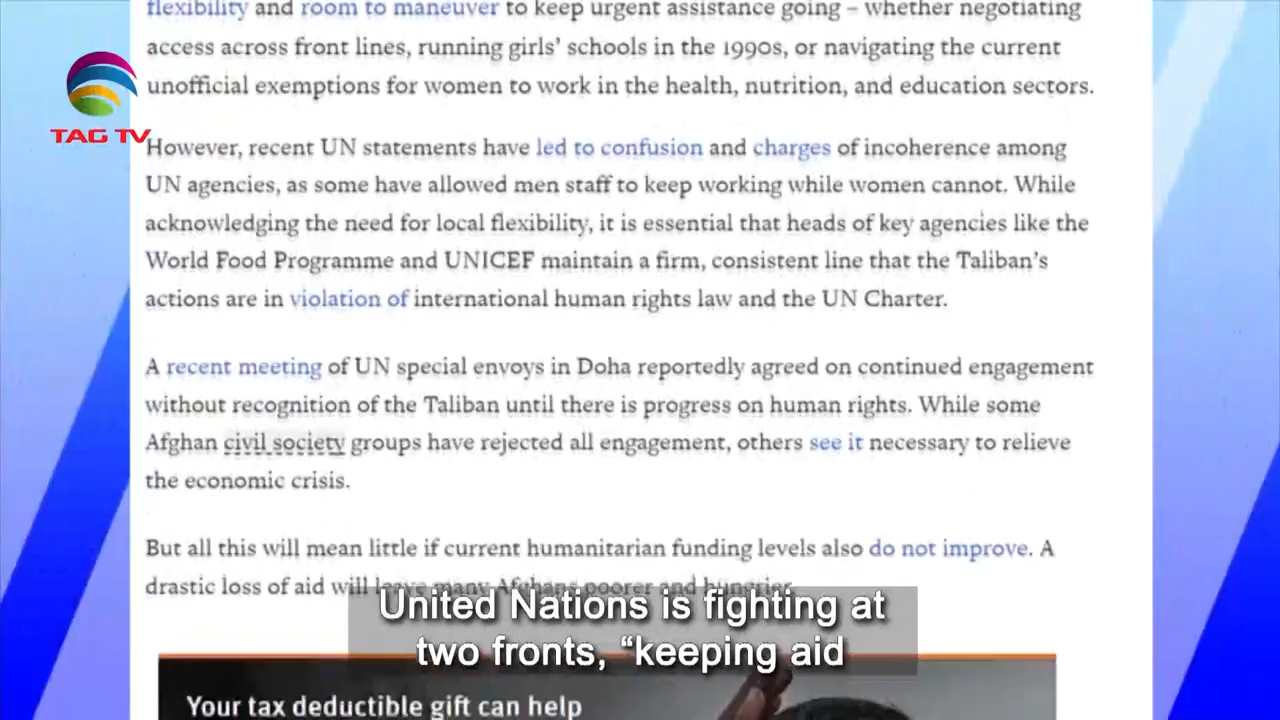 flexibility and room to maneuver to keep urgent assistance going – whether negotiating
access across front lines, running girls' schools in the 1990s, or navigating the current
unofficial exemptions for women to work in the health, nutrition, and education sectors.
TAG TV
However, recent UN statements have led to confusion and charges of incoherence among
UN agencies, as some have allowed men staff to keep working while women cannot. While
acknowledging the need for local flexibility, it is essential that heads of key agencies like the
World Food Programme and UNICEF maintain a firm, consistent line that the Taliban's
actions are in violation of international human rights law and the UN Charter.
A recent meeting of UN special envoys in Doha reportedly agreed on continued engagement
without recognition of the Taliban until there is progress on human rights. While some
Afghan civil society groups have rejected all engagement, others see it necessary to relieve
the economic crisis.
But all this will mean little if current humanitarian funding levels also do not improve. A
drastic loss of aid will leave many Afghans poorer and hungrier.
United Nations is fighting at
two fronts, “keeping aid
Your tax deductible gift can help